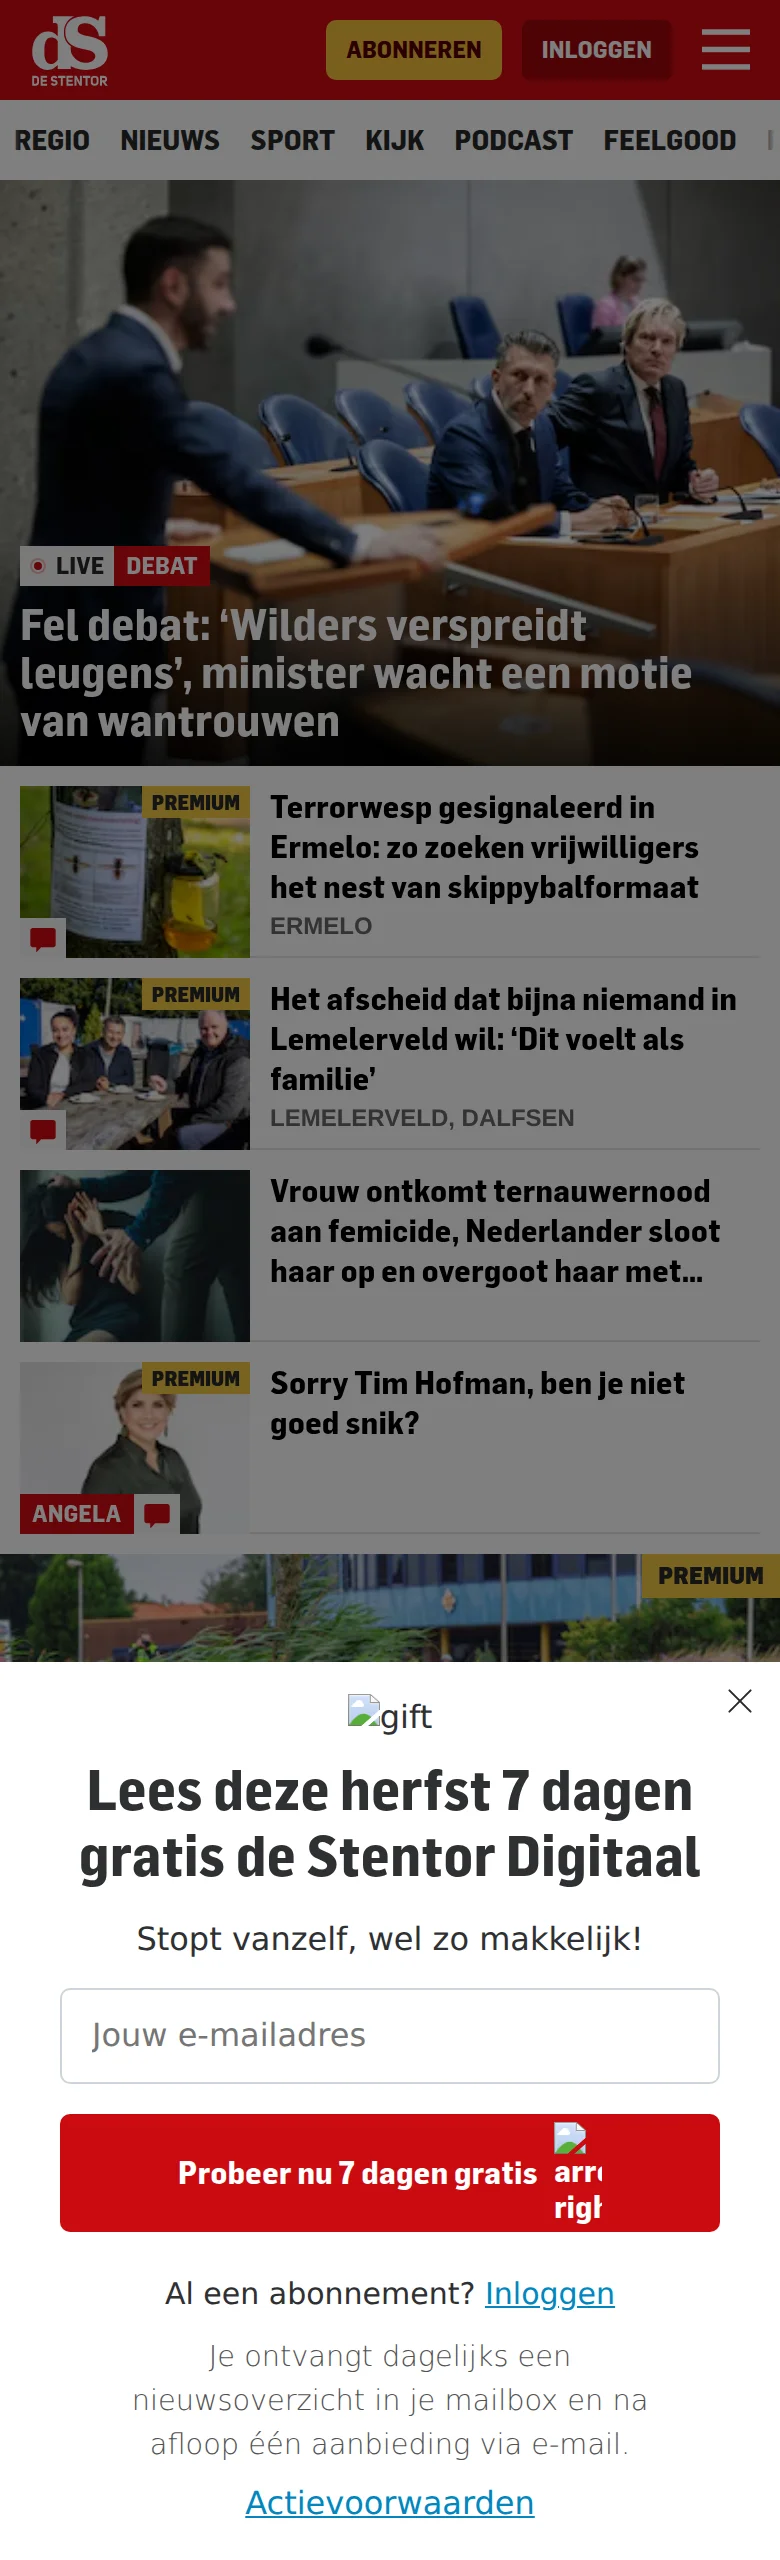 dS
DE STENTOR
ABONNEREN
INLOGGEN
REGIO NIEUWS SPORT KIJK PODCAST FEELGOOD
LIVE DEBAT
Fel debat: ‘Wilders verspreidt
leugens’, minister wacht een motie
van wantrouwen
PREMIUM
Terrorwesp gesignaleerd in
Ermelo: zo zoeken vrijwilligers
het nest van skippybalformaat
ERMELO
PREMIUM
Het afscheid dat bijna niemand in
Lemelerveld wil: ‘Dit voelt als
familie’
LEMELERVELD, DALFSEN
Vrouw ontkomt ternauwernood
aan femicide, Nederlander sloot
haar op en overgoot haar met...
PREMIUM
ANGELA
Sorry Tim Hofman, ben je niet
goed snik?
PREMIUM
gift
Lees deze herfst 7 dagen
gratis de Stentor Digitaal
Stopt vanzelf, wel zo makkelijk!
Jouw e-mailadres
Probeer nu 7 dagen gratis
Al een abonnement? Inloggen
Je ontvangt dagelijks een
nieuwsoverzicht in je mailbox en na
afloop één aanbieding via e-mail.
Actievoorwaarden